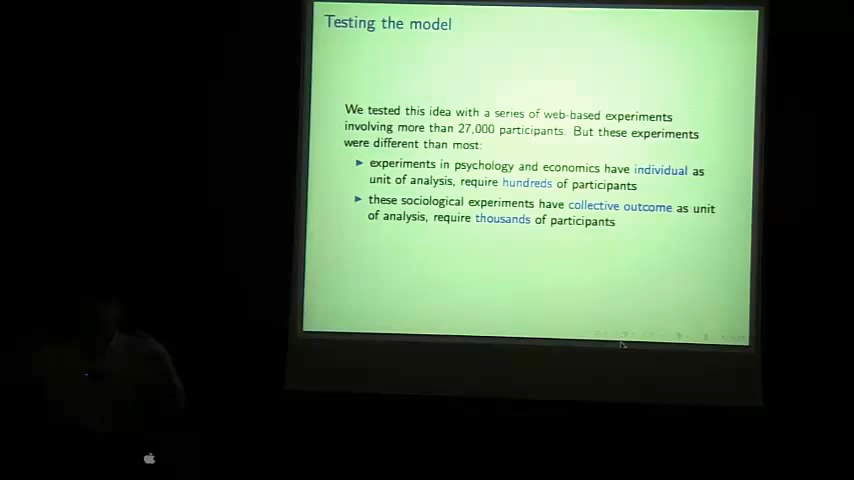 Testing the model
We tested this idea with a series of web-based experiments
involving more than 27,000 participants. But these experiments
were different than most:
experiments in psychology and economics have individual as
unit of analysis, require hundreds of participants
these sociological experiments have collective outcome as unit
of analysis, require thousands of participants